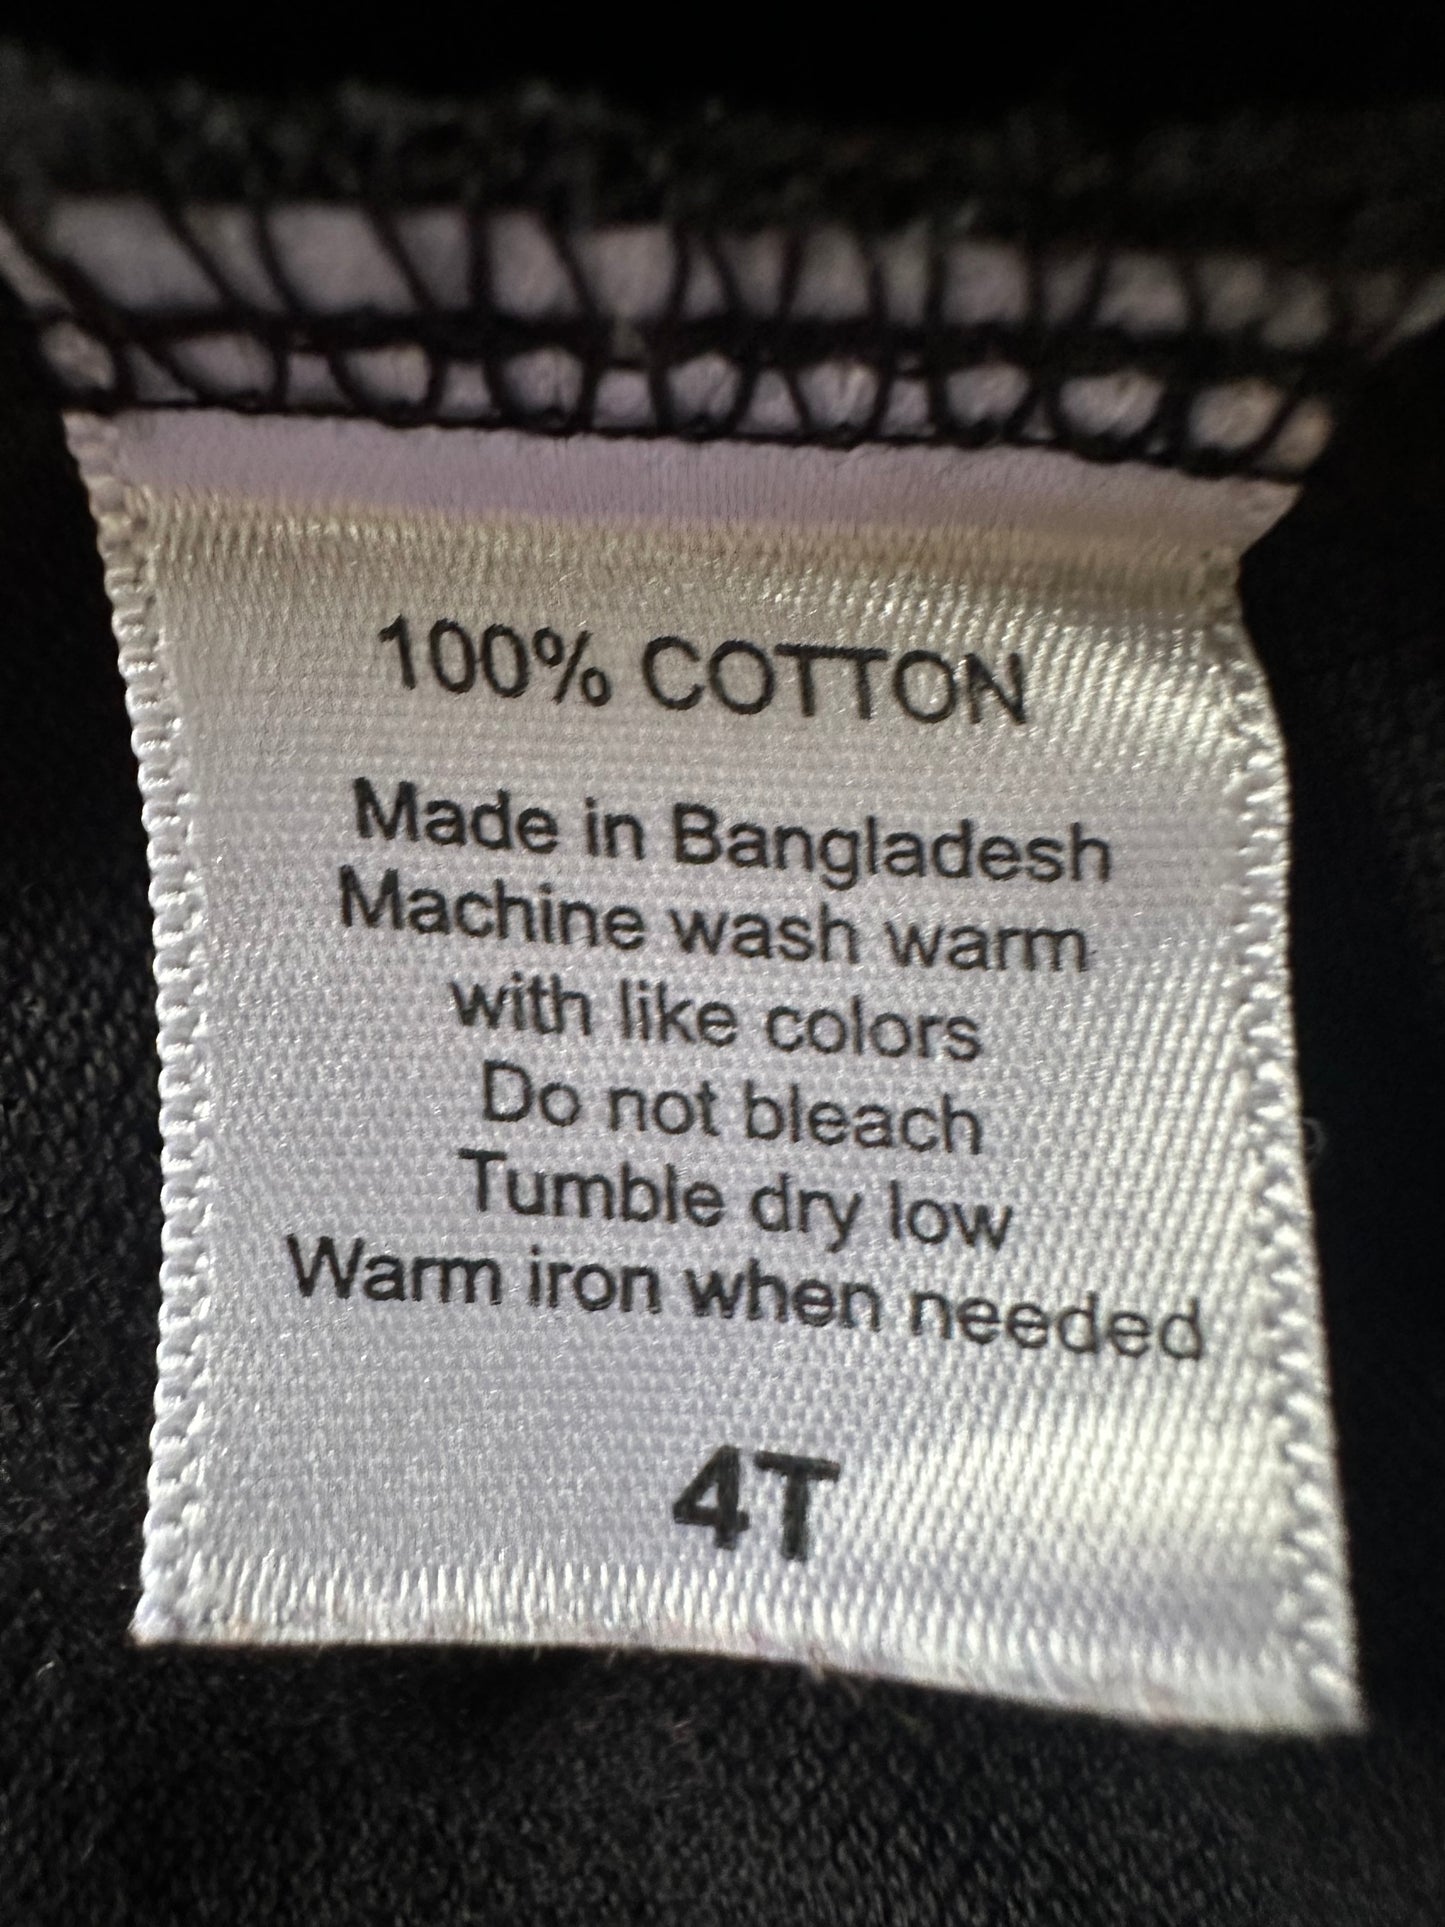 100% COTTON
Made in Bangladesh
Machine wash warm
with like colors
Do not bleach
Tumble dry low
Warm iron when needed
4T